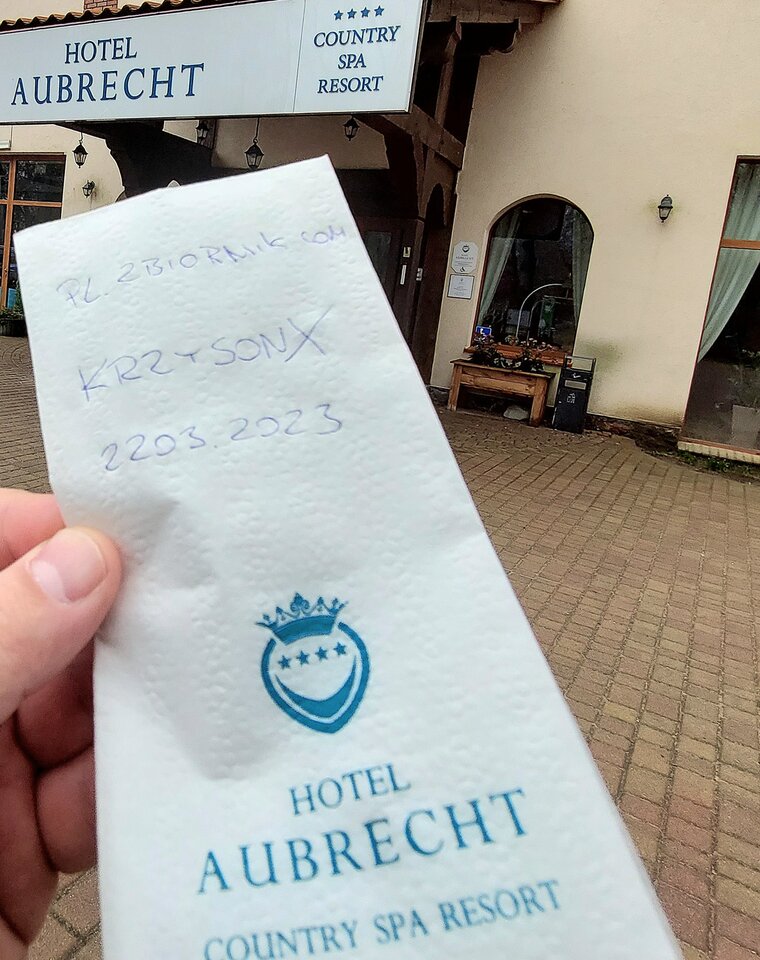 HOTEL
AUBRECHT
COUNTRY
SPA
RESORT
PL.ZBIORNIK COM
KRZYSONX
2203.2023
HOTEL
AUBRECHT
COUNTRY SPA RESORT